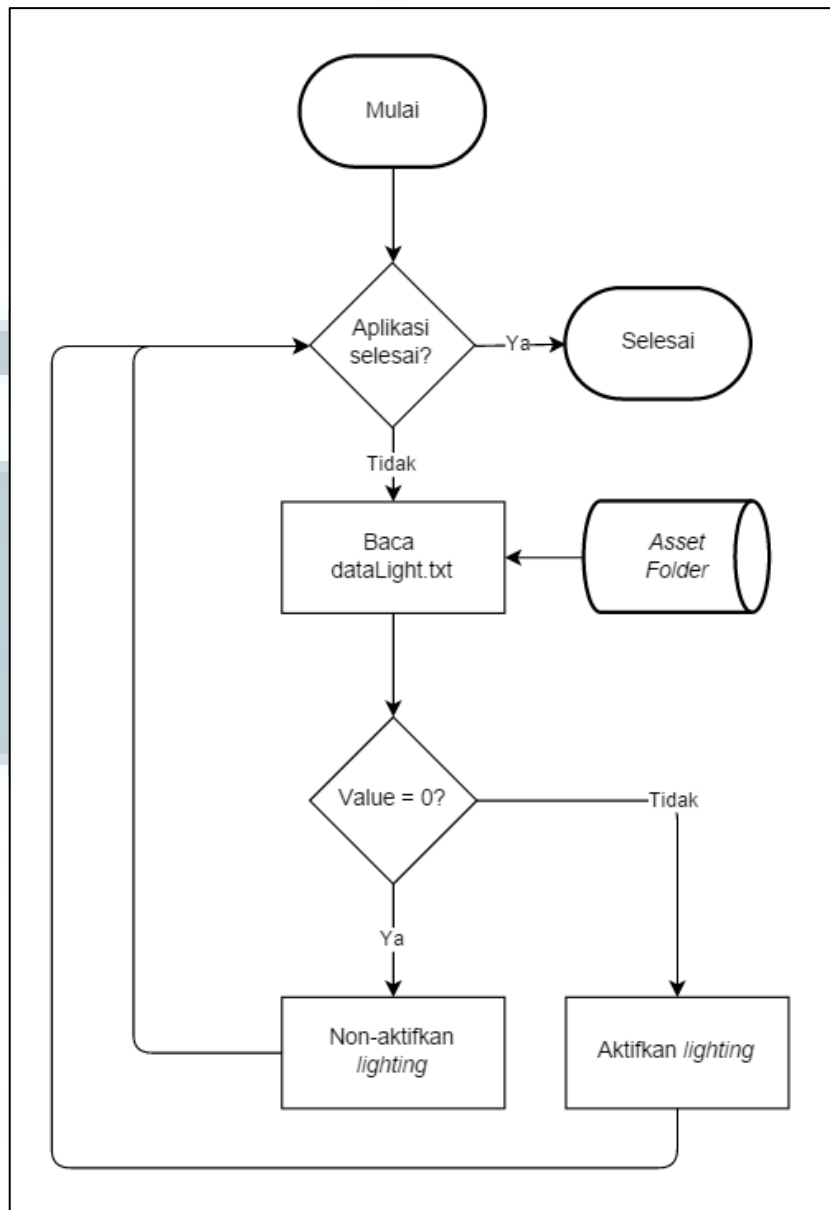 Mulai
Aplikasi
selesai?
Ya
Selesai
Tidak
Baca
dataLight.txt
Asset
Folder
Value = 0?
Tidak
Ya
Non-aktifkan
lighting
Aktifkan lighting